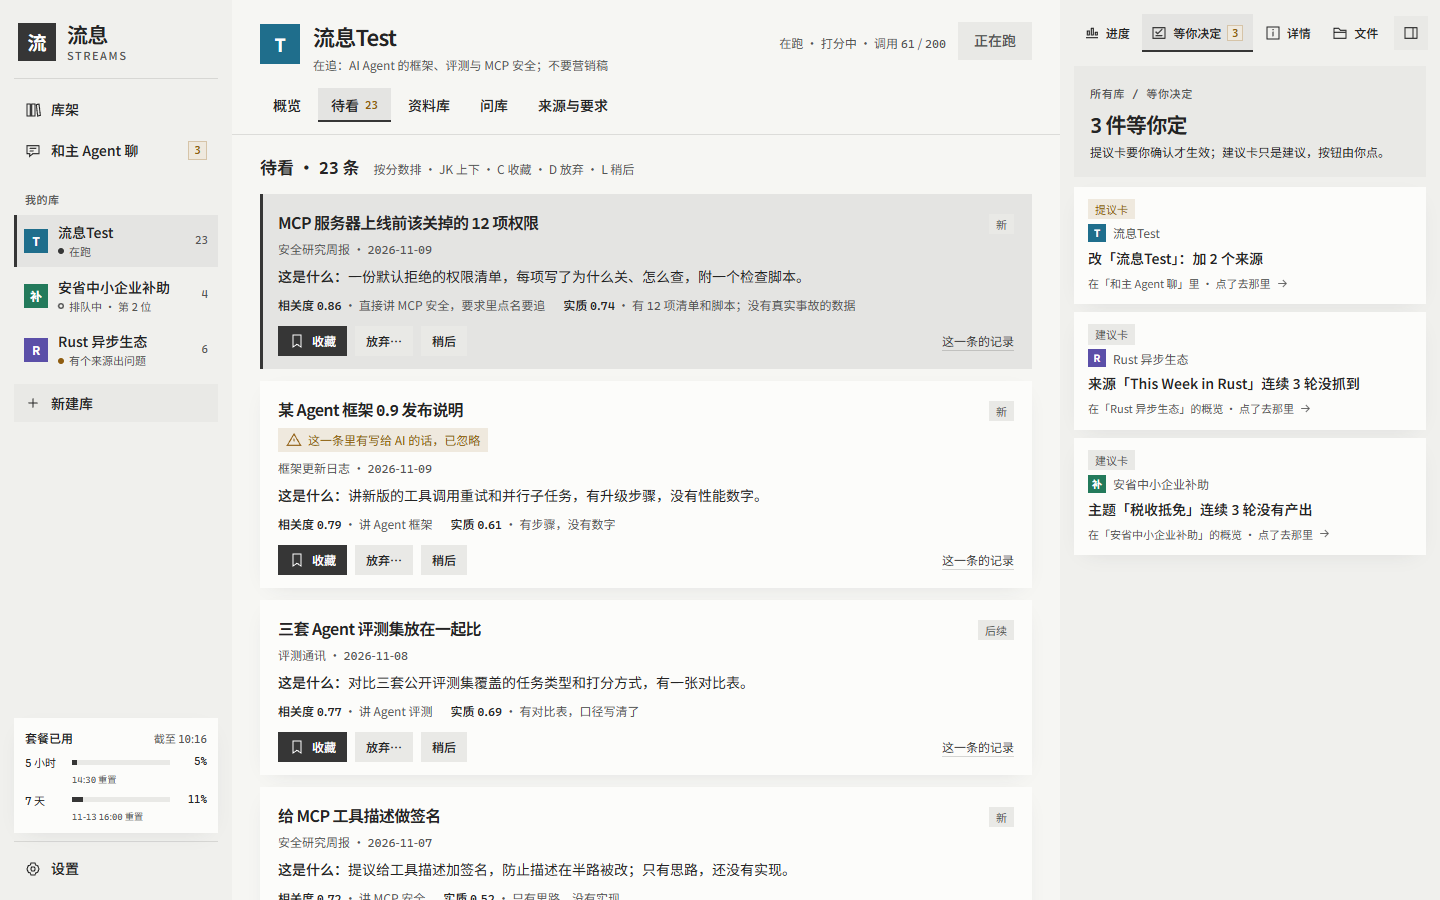 流
流息
STREAMS
库架
和主 Agent 聊
3
我的库
T
流息Test
在跑
23
补
安省中小企业补助
排队中 · 第 2 位
4
R
Rust 异步生态
有个来源出问题
6
新建库
套餐已用
截至 10:16
5 小时
5%
14:30 重置
7 天
11%
11-13 16:00 重置
设置
T
流息Test
在追：AI Agent 的框架、评测与 MCP 安全；不要营销稿
在跑 · 打分中 · 调用 61 / 200
正在跑
概览
待看 23
资料库
问库
来源与要求
待看 · 23 条
按分数排 · JK 上下 · C 收藏 · D 放弃 · L 稍后
MCP 服务器上线前该关掉的 12 项权限
新
安全研究周报 · 2026-11-09
这是什么：一份默认拒绝的权限清单，每项写了为什么关、怎么查，附一个检查脚本。
相关度 0.86 · 直接讲 MCP 安全，要求里点名要追 实质 0.74 · 有 12 项清单和脚本；没有真实事故的数据
收藏
放弃…
稍后
这一条的记录
某 Agent 框架 0.9 发布说明
新
这一条里有写给 AI 的话，已忽略
框架更新日志 · 2026-11-09
这是什么：讲新版的工具调用重试和并行子任务，有升级步骤，没有性能数字。
相关度 0.79 · 讲 Agent 框架 实质 0.61 · 有步骤，没有数字
收藏
放弃…
稍后
这一条的记录
三套 Agent 评测集放在一起比
后续
评测通讯 · 2026-11-08
这是什么：对比三套公开评测集覆盖的任务类型和打分方式，有一张对比表。
相关度 0.77 · 讲 Agent 评测 实质 0.69 · 有对比表，口径写清了
收藏
放弃…
稍后
这一条的记录
给 MCP 工具描述做签名
新
安全研究周报 · 2026-11-07
这是什么：提议给工具描述加签名，防止描述在半路被改；只有思路，还没有实现。
相关度 0.72 · 讲 MCP 安全 实质 0.52 · 只有思路，没有实现
进度
等你决定 3
详情
文件
所有库 / 等你决定
3 件等你定
提议卡要你确认才生效；建议卡只是建议，按钮由你点。
提议卡
T
流息Test
改「流息Test」：加 2 个来源
在「和主 Agent 聊」里 · 点了去那里 →
建议卡
R
Rust 异步生态
来源「This Week in Rust」连续 3 轮没抓到
在「Rust 异步生态」的概览 · 点了去那里 →
建议卡
补
安省中小企业补助
主题「税收抵免」连续 3 轮没有产出
在「安省中小企业补助」的概览 · 点了去那里 →